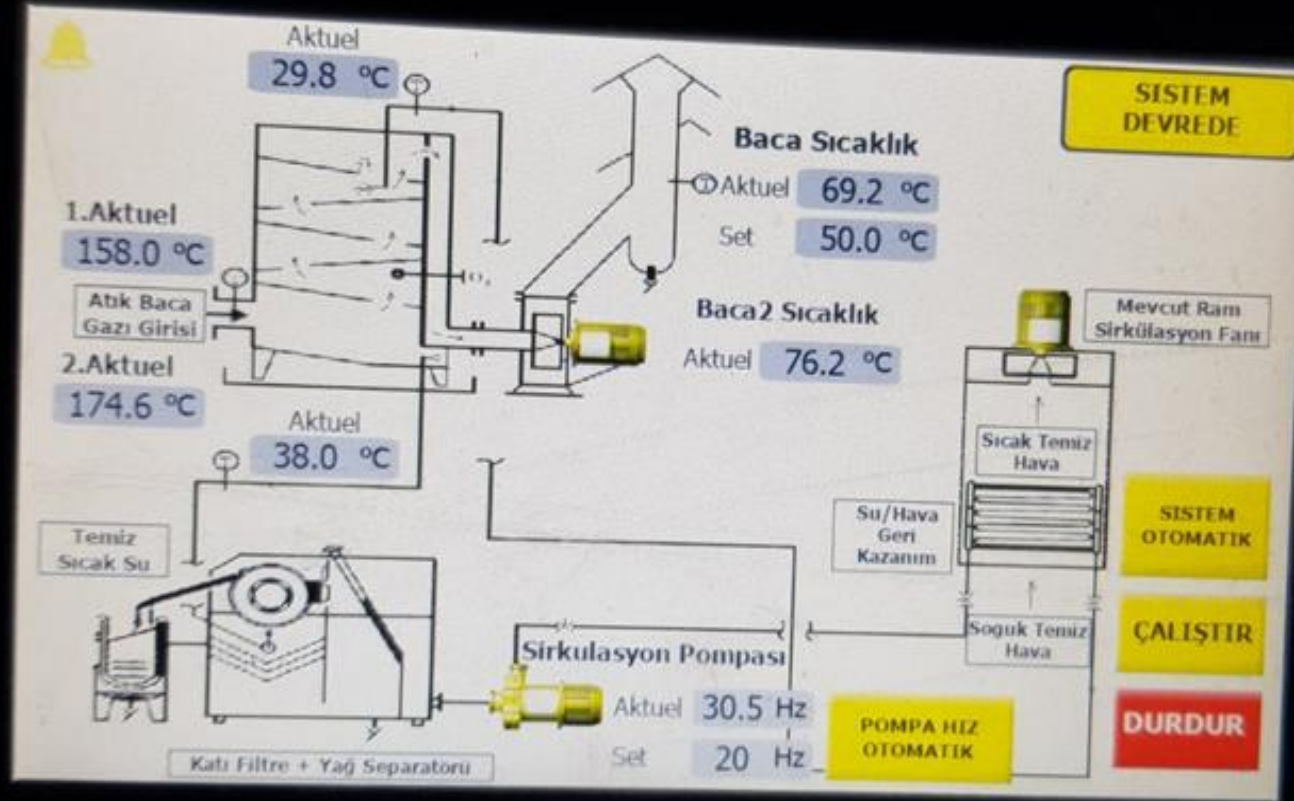 Aktuel
29.8 °C
SISTEM
DEVREDE
Baca Sıcaklık
Aktuel 69.2 °C
Set 50.0 °C
1.Aktuel
158.0 °C
Atık Baca
Gazı Girisi
2.Aktuel
174.6 °C
Baca2 Sıcaklık
Aktuel 76.2 °C
Mevcut Ram
Sirkülasyon Fanı
Aktuel
38.0 °C
Sıcak Temiz
Hava
Su/Hava
Geri
Kazanım
SISTEM
OTOMATIK
Temiz
Sıcak Su
Soguk Temiz
Hava
ÇALIŞTIR
Sirkulasyon Pompası
Aktuel 30.5 Hz
Set 20 Hz
POMPA HIZ
OTOMATIK
DURDUR
Katı Filtre + Yağ Separatörü